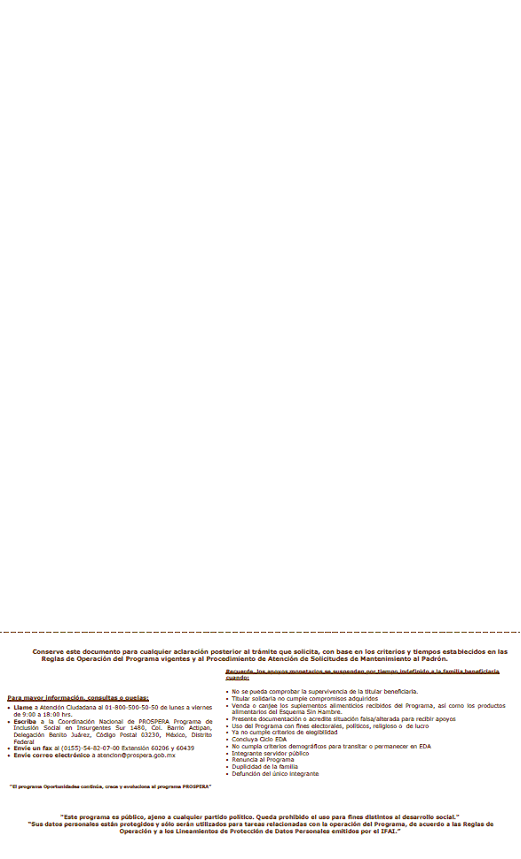 Conserve este documento para cualquier aclaración posterior al trámite que solicita, con base en los criterios y tiempos establecidos en las
Reglas de Operación del Programa vigentes y al Procedimiento de Atención de Solicitudes de Mantenimiento al Padrón.
Para mayor información, consultas o quejas:
• Llame a Atención Ciudadana al 01-800-500-50-50 de lunes a viernes
de 9:00 a 18:00 hrs.
• Escriba a la Coordinación Nacional de PROSPERA Programa de
Inclusión Social en Insurgentes Sur 1480, Col. Barrio Actipan,
Delegación Benito Juárez, Código Postal 03230, México, Distrito
Federal
• Envíe un fax al (0155)-54-82-07-00 Extensión 60206 y 60439
• Envíe correo electrónico a atencion@prospera.gob.mx
"El programa Oportunidades continúa, crece y evoluciona al programa PROSPERA"
Recuerde, los apoyos monetarios se suspenden por tiempo indefinido a la familia beneficiaria
cuando:
• No se pueda comprobar la supervivencia de la titular beneficiaria.
• Titular solidaria no cumple compromisos adquiridos
• Venda o canjee los suplementos alimenticios recibidos del Programa, así como los productos
alimentarios del Esquema Sin Hambre.
• Presente documentación o acredite situación falsa/alterada para recibir apoyos
• Uso del Programa con fines electorales, políticos, religioso o de lucro
• Ya no cumple criterios de elegibilidad
• Concluya Ciclo EDA
• No cumpla criterios demográficos para transitar o permanecer en EDA
• Integrante servidor público
• Renuncia al Programa
• Duplicidad de la familia
• Defunción del único integrante
"Este programa es público, ajeno a cualquier partido político. Queda prohibido el uso para fines distintos al desarrollo social."
"Sus datos personales están protegidos y sólo serán utilizados para tareas relacionadas con la operación del Programa, de acuerdo a las Reglas de
Operación y a los Lineamientos de Protección de Datos Personales emitidos por el IFAI."